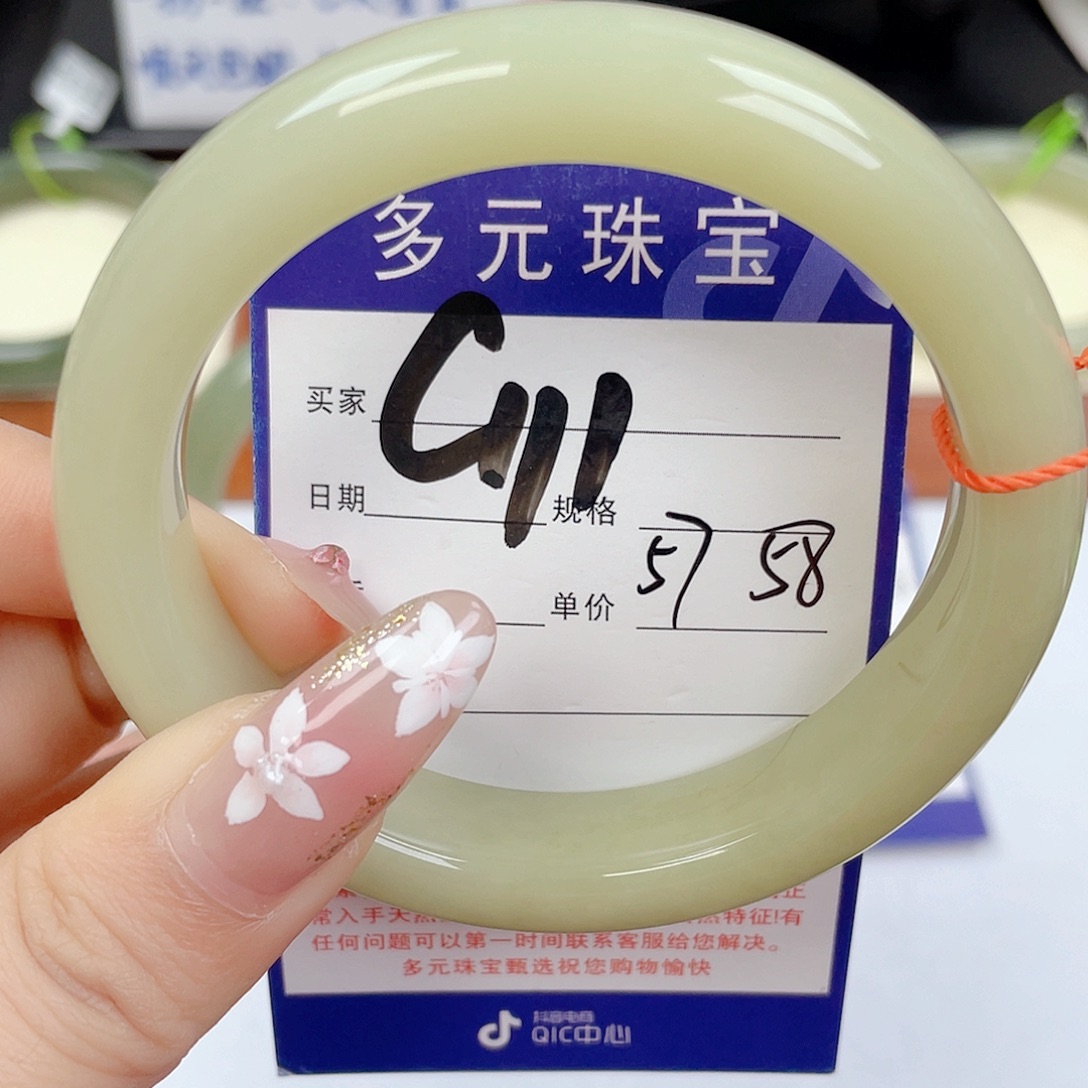 多元珠宝
买家 G11
日期 规格
单价 57 58
常入手天 然特征!有
任何问题可以第一时间联系客服给您解决。
多元珠宝甄选祝您购物愉快
抖音电商
QIC中心